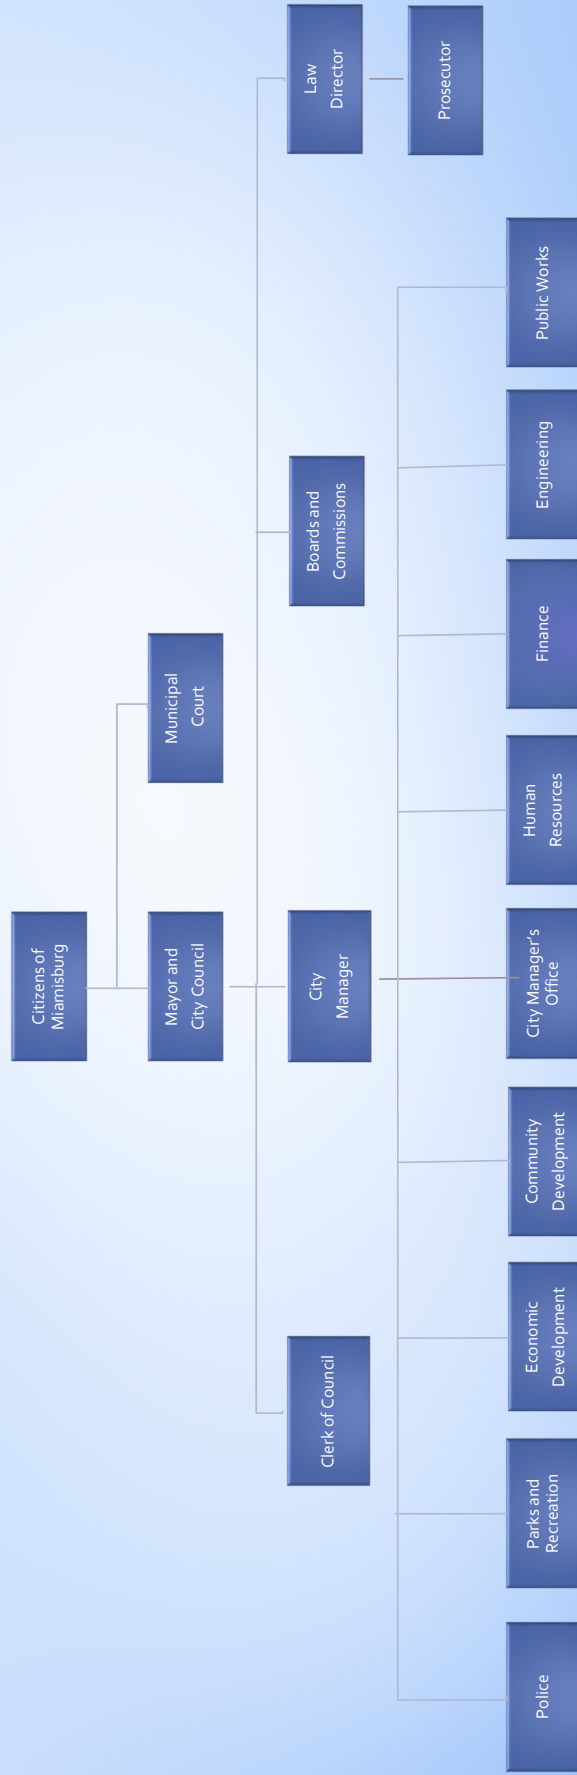 Citizens of
Miamisburg
Mayor and
City Council
Municipal
Court
Clerk of Council
City
Manager
Boards and
Commissions
Law
Director
Prosecutor
Police
Parks and
Recreation
Economic
Development
Community
Development
City Manager’s
Office
Human
Resources
Finance
Engineering
Public Works